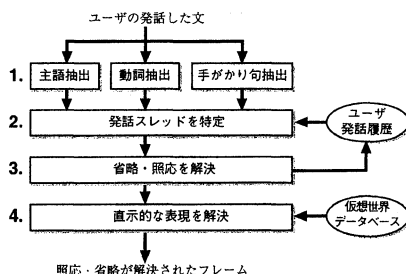 ユーザの発話した文
1. 主語抽出 動詞抽出 手がかり句抽出
2. 発話スレッドを特定 ユーザ
発話履歴
3. 省略・照応を解決
4. 直示的な表現を解決 仮想世界
データベース
照応・省略が解決されたフレーム